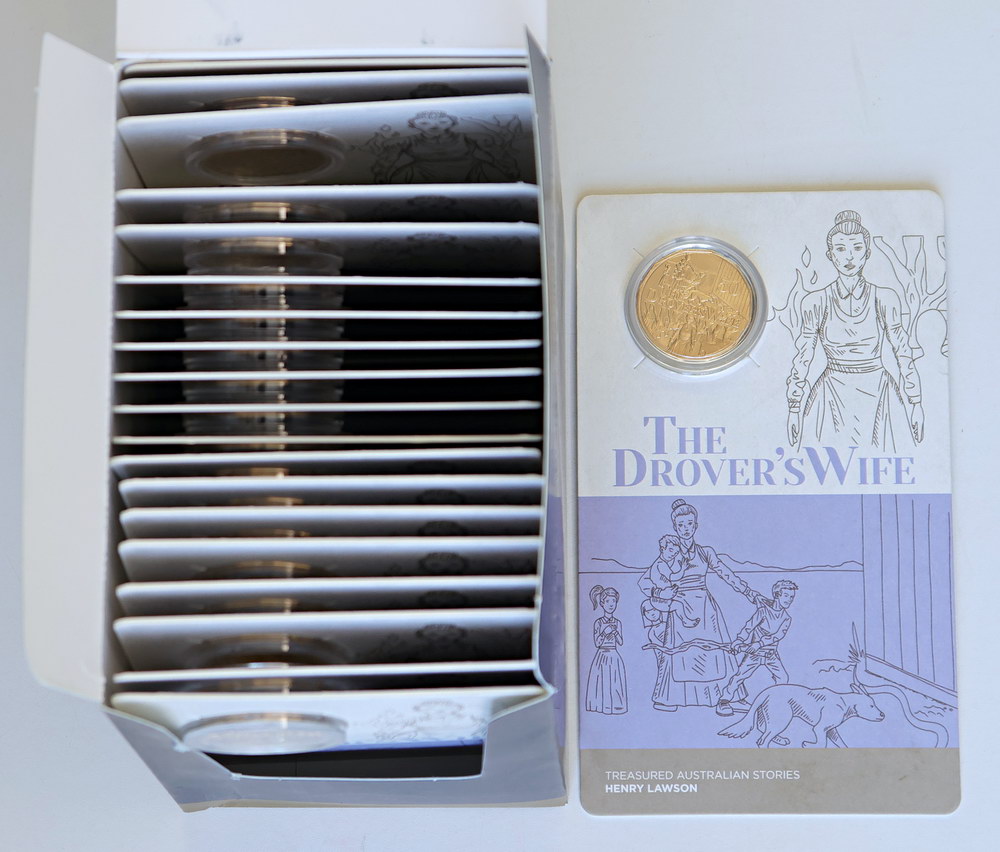 THE
DROVER'S WIFE
TREASURED AUSTRALIAN STORIES
HENRY LAWSON